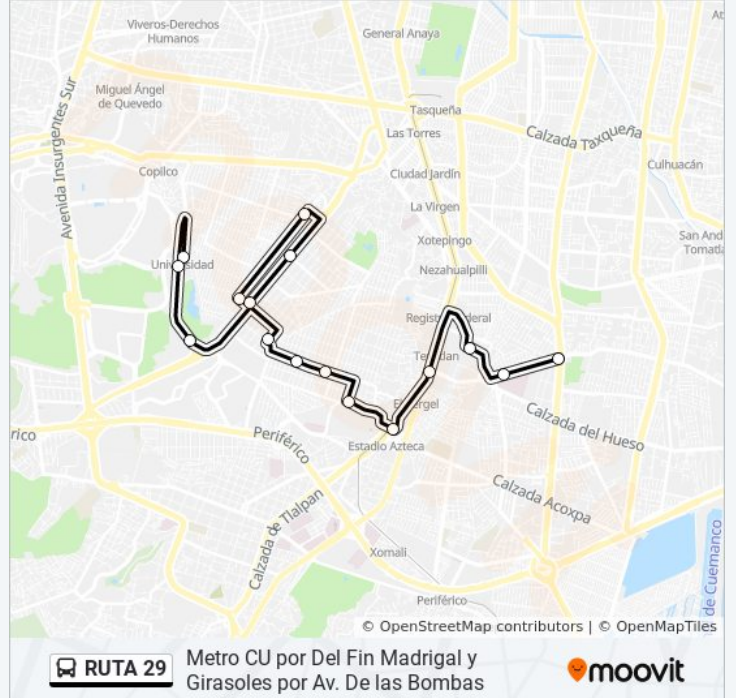 At
Viveros-Derechos
Humanos
General Anaya
Miguel Ángel
de Quevedo
Tasqueña
Las Torres
Calzada Taxqueña
Avenida Insurgentes Sur
Copilco
Ciudad Jardín
Culhuacán
La Virgen
Xotepingo
San And
Tomatla
Nezahualpilli
Calzada del Hueso
rico
Periférico
Estadio Azteca
Calzada Acoxpa
Calzada de Tlalpan
Xomali
de Cuemanco
Periférico
© OpenStreetMap contributors | © OpenMapTiles
RUTA 29
Metro CU por Del Fin Madrigal y
Girasoles por Av. De las Bombas
moovit